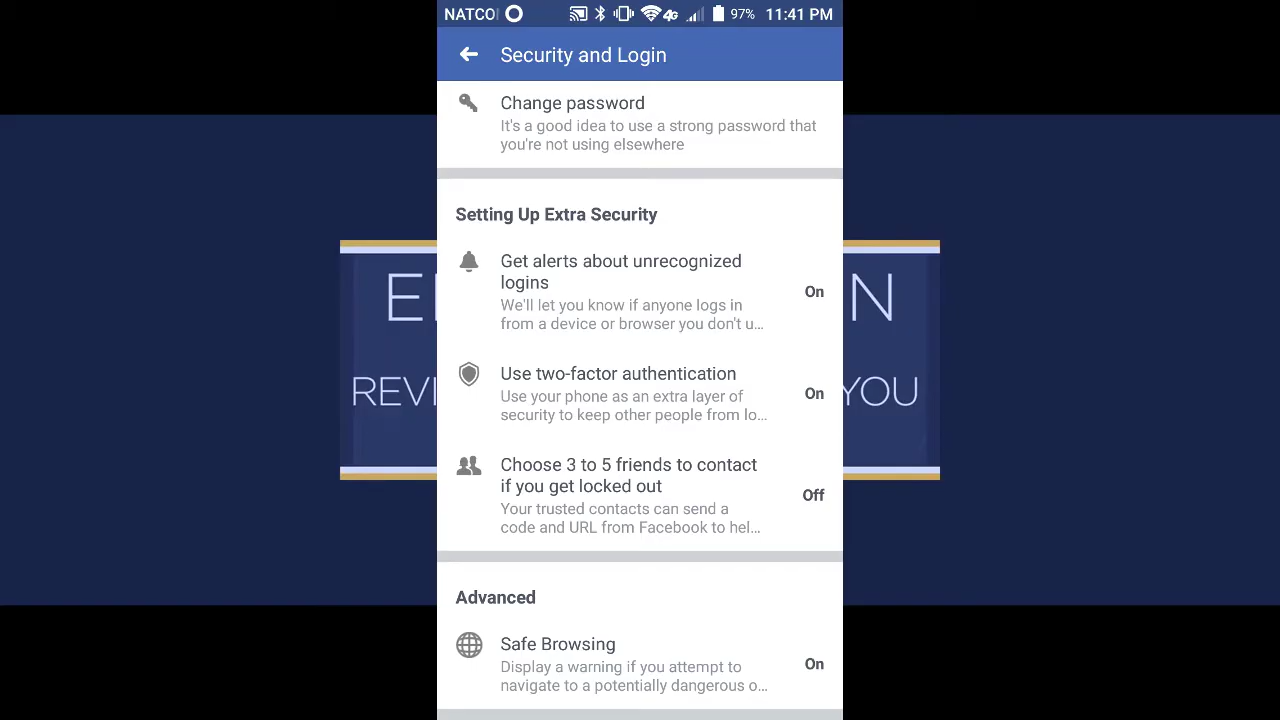 NATCO
4G
97%
11:41 PM
Security and Login
Change password
It's a good idea to use a strong password that
you're not using elsewhere
Setting Up Extra Security
Get alerts about unrecognized
logins
On
We'll let you know if anyone logs in
from a device or browser you don't u...
Use two-factor authentication
On
Use your phone as an extra layer of
security to keep other people from lo...
Choose 3 to 5 friends to contact
if you get locked out
Off
Your trusted contacts can send a
code and URL from Facebook to hel...
Advanced
Safe Browsing
On
Display a warning if you attempt to
navigate to a potentially dangerous o...
N
REVI
YOU